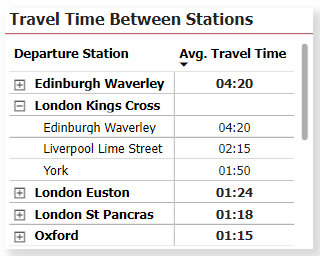 Travel Time Between Stations
Departure Station Avg. Travel Time
Edinburgh Waverley 04:20
London Kings Cross
Edinburgh Waverley 04:20
Liverpool Lime Street 02:15
York 01:50
London Euston 01:24
London St Pancras 01:18
Oxford 01:15